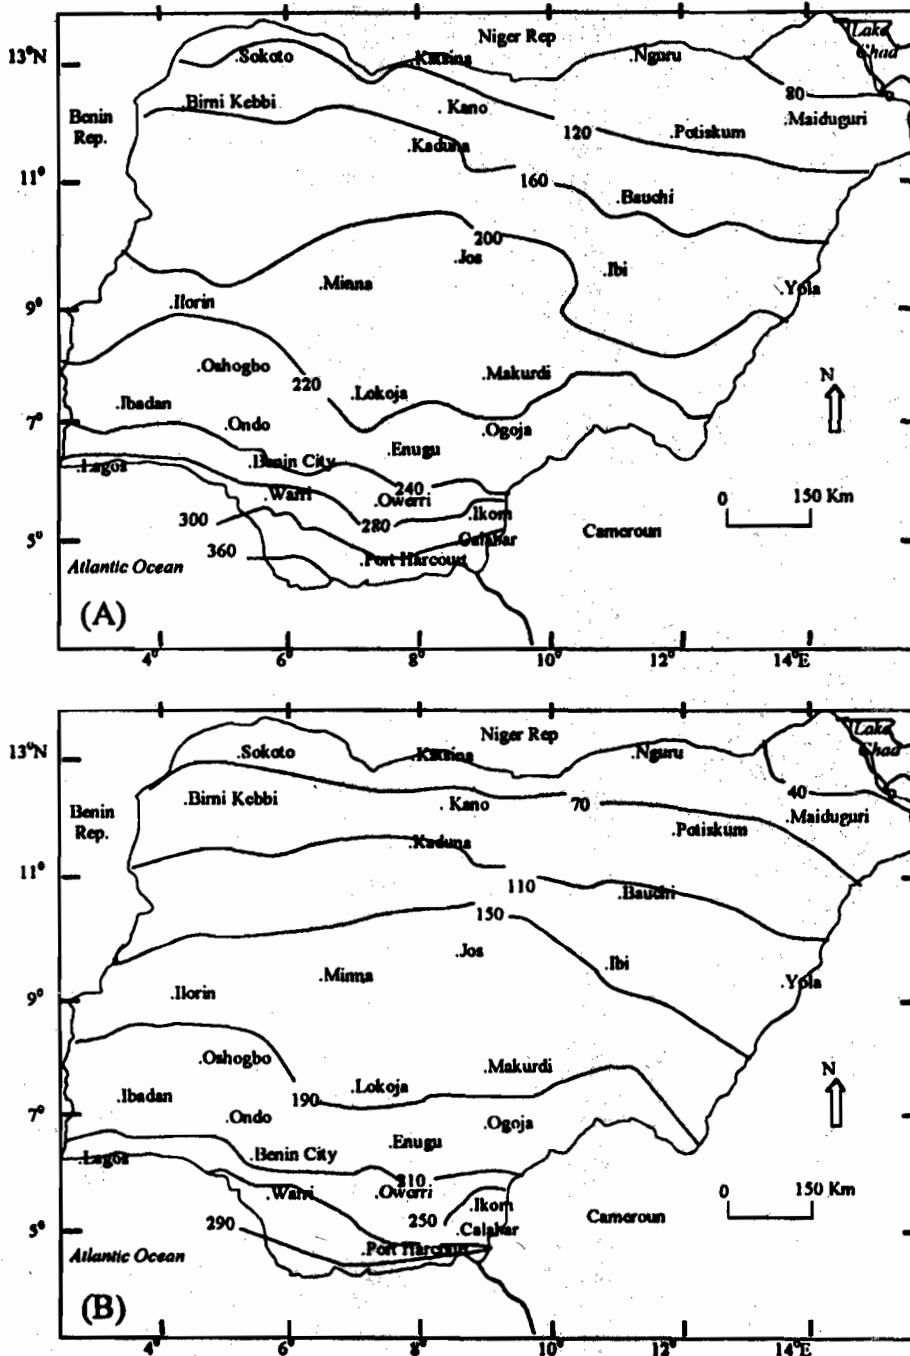 Niger Rep
Lake
Chad
13°N
.Sokoto
.Katsina
.Nguru
80
.Birni Kebbi
.Kano
.Maiduguri
Benin
Rep.
120
.Potiskum
.Kaduna
11°
160
.Bauchi
200
.Jos
.Ibi
.Minna
.Yola
9°
.Ilorin
.Oshogbo
220
.Makurdi
N
.Lokoja
.Ibadan
7°
.Ondo
.Ogoja
.Enugu
.Benin City
.Lagos
240
.Warri
.Owerri
0 150 Km
300
280
.Ikom
Cameroun
5°
360
.Calabar
Atlantic Ocean
.Port Harcourt
(A)
4° 6° 8° 10° 12° 14°E
Niger Rep
Lake
Chad
13°N
.Sokoto
.Katsina
.Nguru
40
.Birni Kebbi
.Kano
70
Benin
Rep.
.Maiduguri
.Potiskum
.Kaduna
11°
110
.Bauchi
150
.Jos
.Ibi
.Minna
.Yola
.Ilorin
9°
.Oshogbo
.Makurdi
N
.Lokoja
.Ibadan
190
7°
.Ondo
.Ogoja
.Enugu
.Benin City
.Lagos
210
.Warri
.Owerri
0 150 Km
.Ikom
290
250
Cameroun
5°
.Calabar
Atlantic Ocean
.Port Harcourt
(B)
4° 6° 8° 10° 12° 14°E